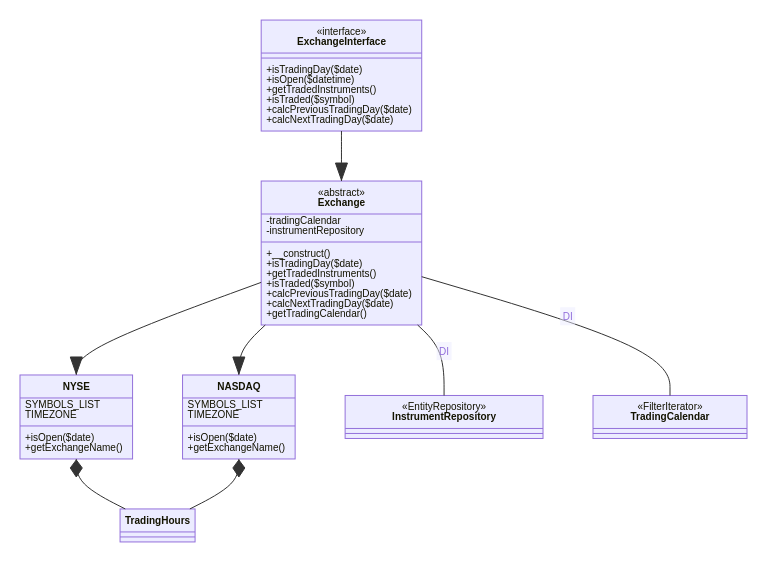 «interface»
ExchangeInterface
+isTradingDay($date)
+isOpen($datetime)
+getTradedInstruments()
+isTraded($symbol)
+calcPreviousTradingDay($date)
+calcNextTradingDay($date)
«abstract»
Exchange
-tradingCalendar
-instrumentRepository
+__construct()
+isTradingDay($date)
+getTradedInstruments()
+isTraded($symbol)
+calcPreviousTradingDay($date)
+calcNextTradingDay($date)
+getTradingCalendar()
DI
DI
NYSE
SYMBOLS_LIST
TIMEZONE
+isOpen($date)
+getExchangeName()
NASDAQ
SYMBOLS_LIST
TIMEZONE
+isOpen($date)
+getExchangeName()
«EntityRepository»
InstrumentRepository
«FilterIterator»
TradingCalendar
TradingHours